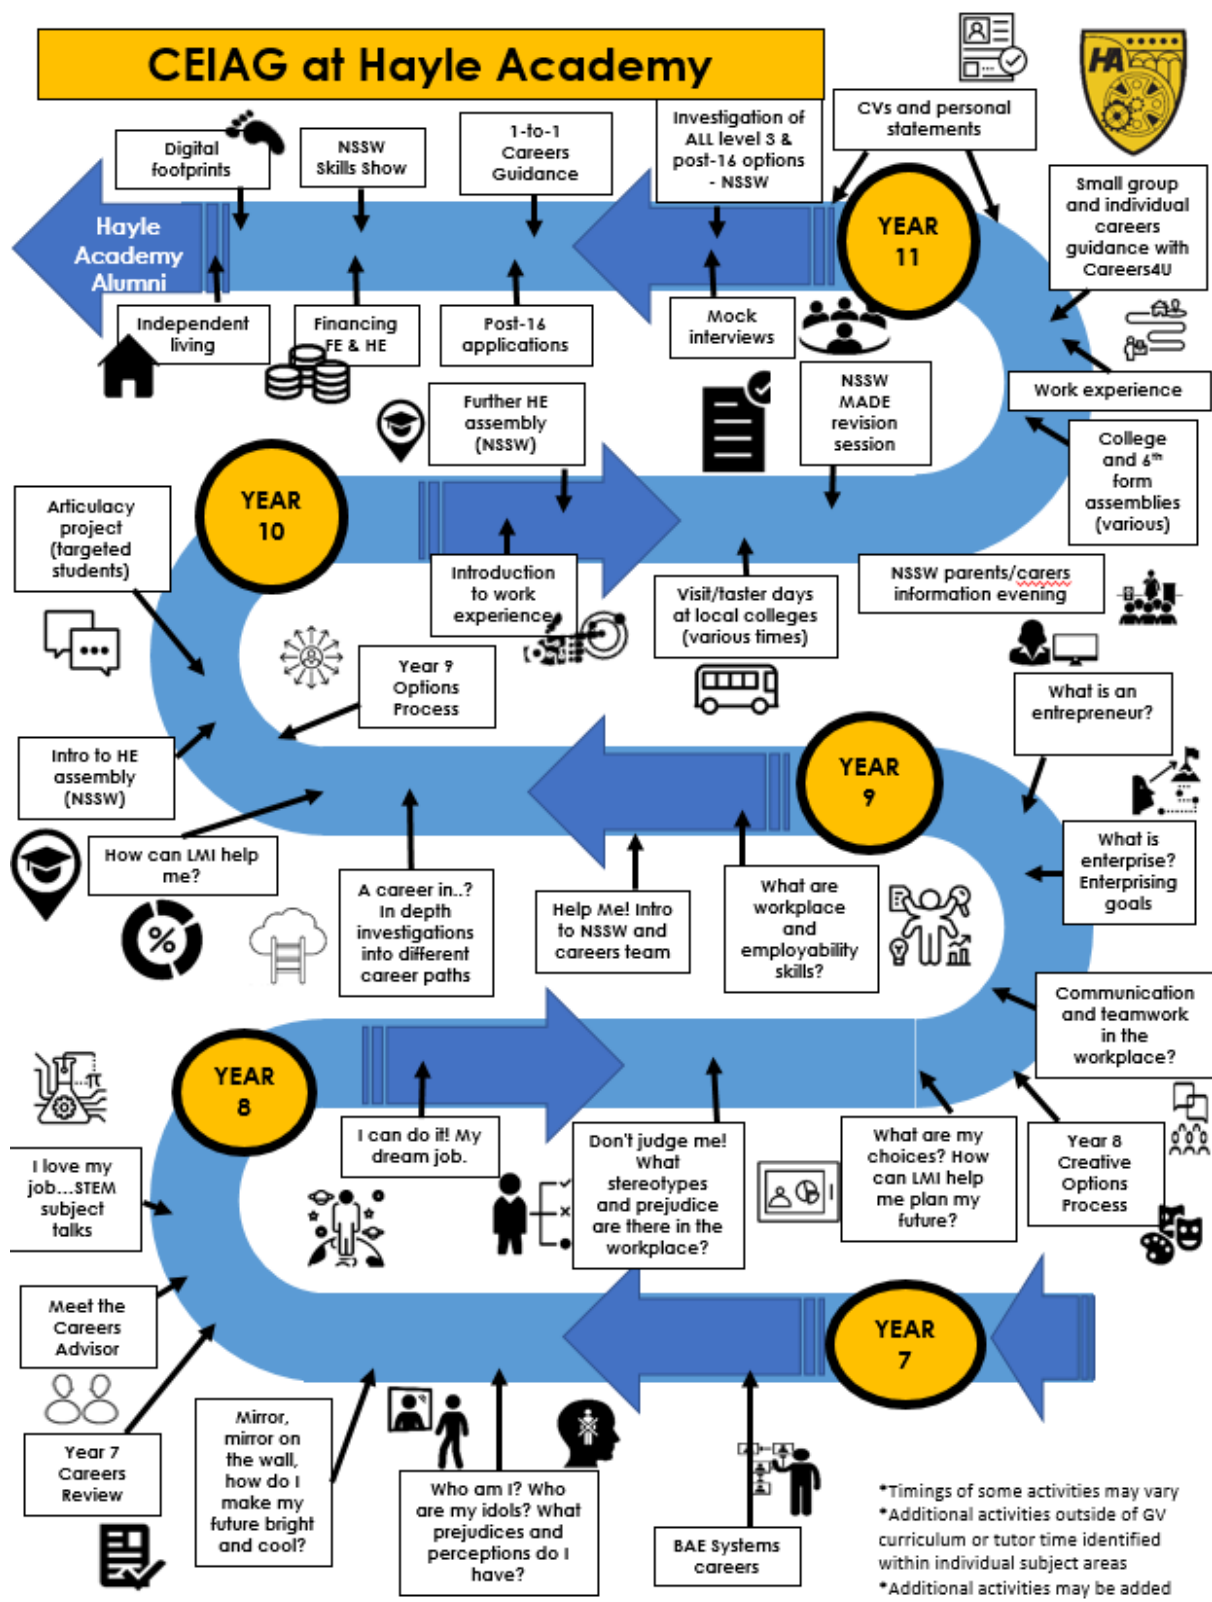 CEIAG at Hayle Academy
HA
CVs and personal
statements
Investigation of
ALL level 3 &
post-16 options
- NSSW
1-to-1
Careers
Guidance
NSSW
Skills Show
Digital
footprints
Small group
and individual
careers
guidance with
Careers4U
YEAR
11
Hayle
Academy
Alumni
Independent
living
Financing
FE & HE
Post-16
applications
Mock
interviews
Work experience
NSSW
MADE
revision
session
Further HE
assembly
(NSSW)
College
and 6th
form
assemblies
(various)
YEAR
10
Articulacy
project
(targeted
students)
Introduction
to work
experience
Visit/taster days
at local colleges
(various times)
NSSW parents/carers
information evening
Year 9
Options
Process
What is an
entrepreneur?
Intro to HE
assembly
(NSSW)
YEAR
9
How can LMI help
me?
What is
enterprise?
Enterprising
goals
A career in..?
In depth
investigations
into different
career paths
Help Me! Intro
to NSSW and
careers team
What are
workplace
and
employability
skills?
%
Communication
and teamwork
in the
workplace?
YEAR
8
π
I can do it! My
dream job.
Don't judge me!
What
stereotypes
and prejudice
are there in the
workplace?
What are my
choices? How
can LMI help
me plan my
future?
Year 8
Creative
Options
Process
I love my
job...STEM
subject
talks
Meet the
Careers
Advisor
YEAR
7
Year 7
Careers
Review
Mirror,
mirror on
the wall,
how do I
make my
future bright
and cool?
Who am I? Who
are my idols? What
prejudices and
perceptions do I
have?
BAE Systems
careers
*Timings of some activities may vary
*Additional activities outside of GV
curriculum or tutor time identified
within individual subject areas
*Additional activities may be added